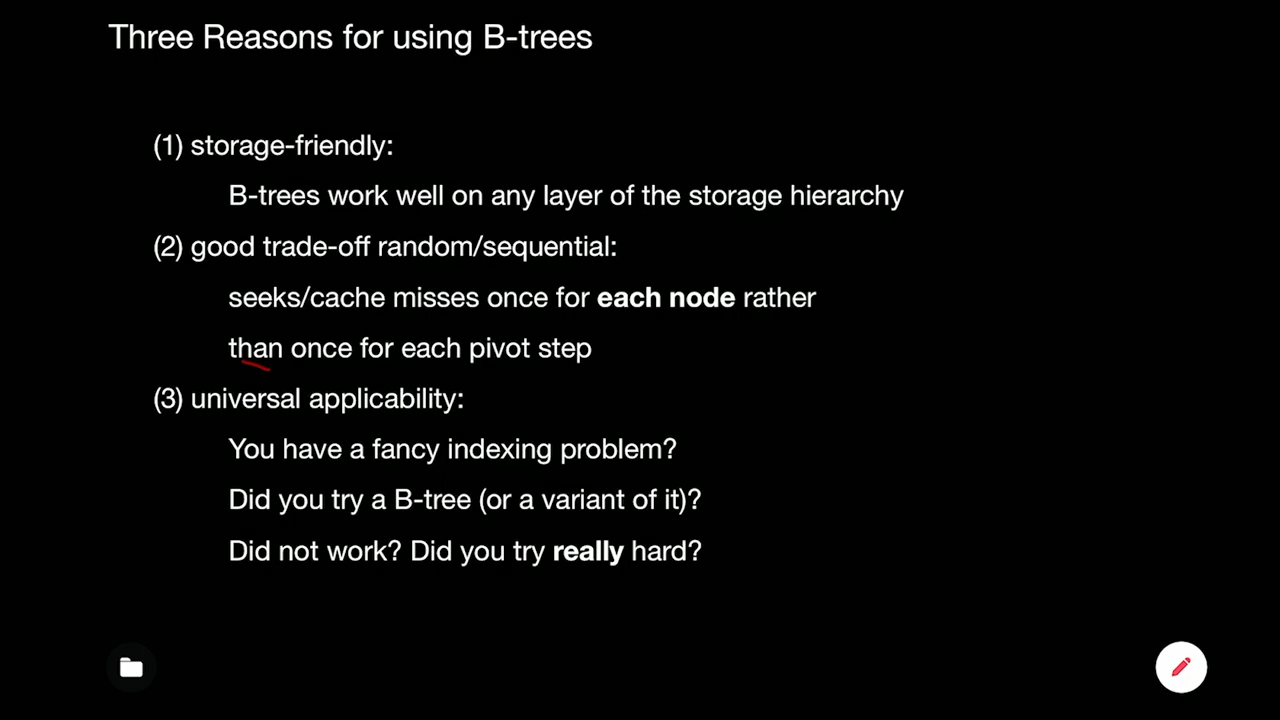 Three Reasons for using B-trees
(1) storage-friendly:
B-trees work well on any layer of the storage hierarchy
(2) good trade-off random/sequential:
seeks/cache misses once for each node rather
than once for each pivot step
(3) universal applicability:
You have a fancy indexing problem?
Did you try a B-tree (or a variant of it)?
Did not work? Did you try really hard?